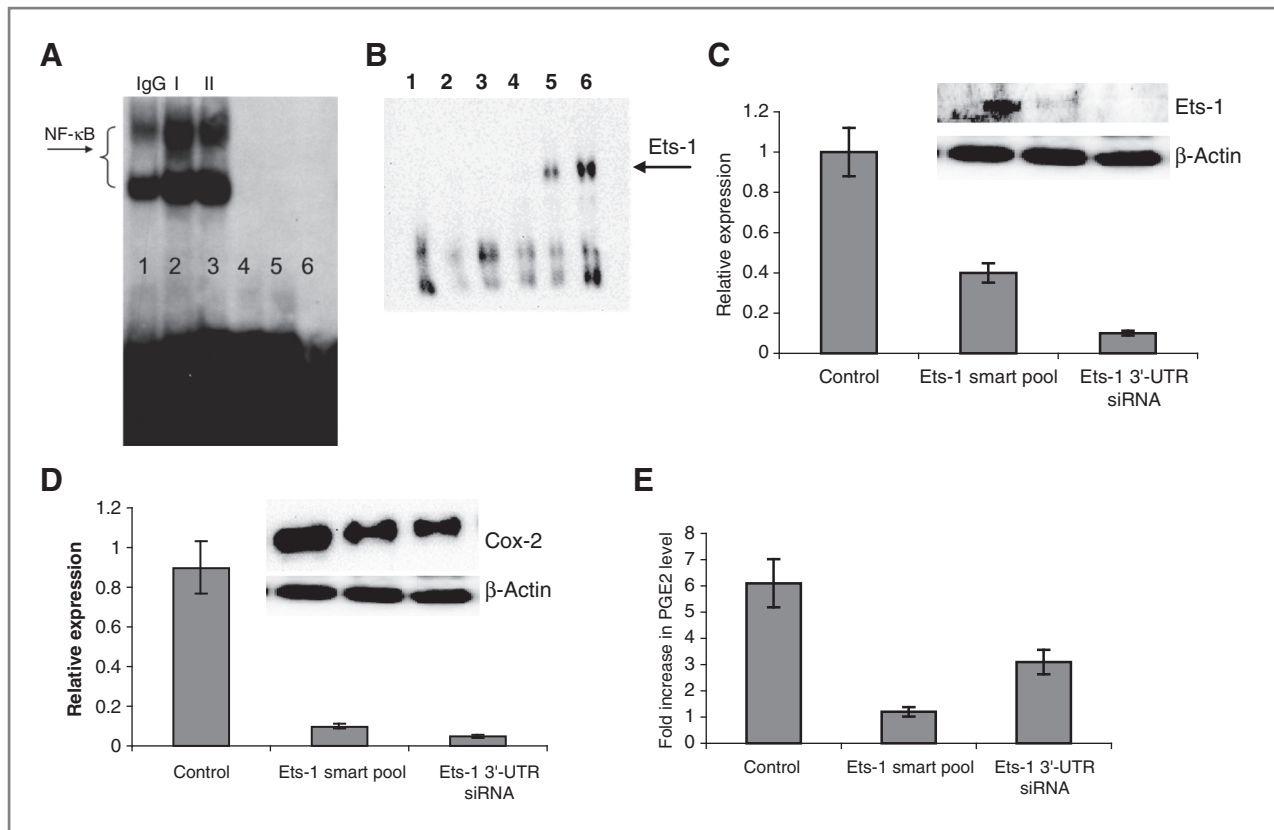 A
IgG I II
NF-κB
1 2 3 4 5 6
B
1 2 3 4 5 6
Ets-1
C
Relative expression
1.2
1
0.8
0.6
0.4
0.2
0
Control
Ets-1 smart pool
Ets-1 3'-UTR
siRNA
Ets-1
β-Actin
D
Relative expression
1.2
1
0.8
0.6
0.4
0.2
0
Control
Ets-1 smart pool
Ets-1 3'-UTR
siRNA
Cox-2
β-Actin
E
Fold increase in PGE2 level
8
7
6
5
4
3
2
1
0
Control
Ets-1 smart pool
Ets-1 3'-UTR
siRNA